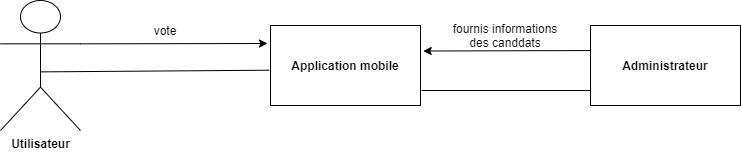 vote
fournis informations
des canddats
Application mobile
Administrateur
Utilisateur